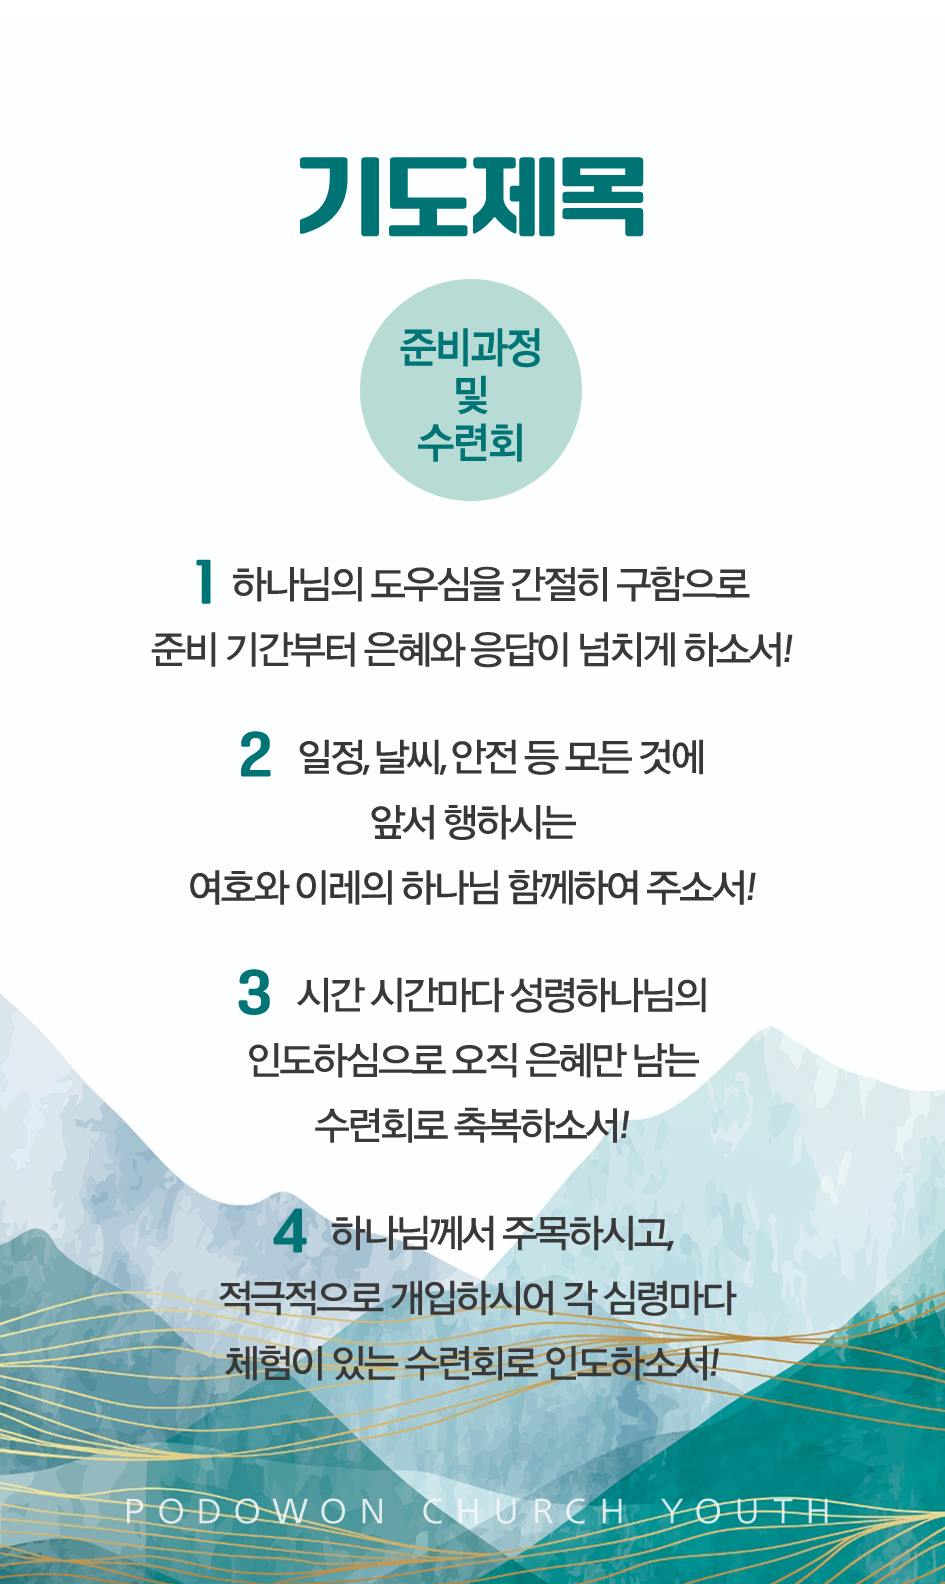 기도제목
준비과정
및
수련회
1 하나님의 도우심을 간절히 구함으로
준비 기간부터 은혜와 응답이 넘치게 하소서!
2 일정, 날씨, 안전 등 모든 것에
앞서 행하시는
여호와 이레의 하나님 함께하여 주소서!
3 시간 시간마다 성령하나님의
인도하심으로 오직 은혜만 남는
수련회로 축복하소서!
4 하나님께서 주목하시고,
적극적으로 개입하시어 각 심령마다
체험이 있는 수련회로 인도하소서!
PODOWON CHURCH YOUTH